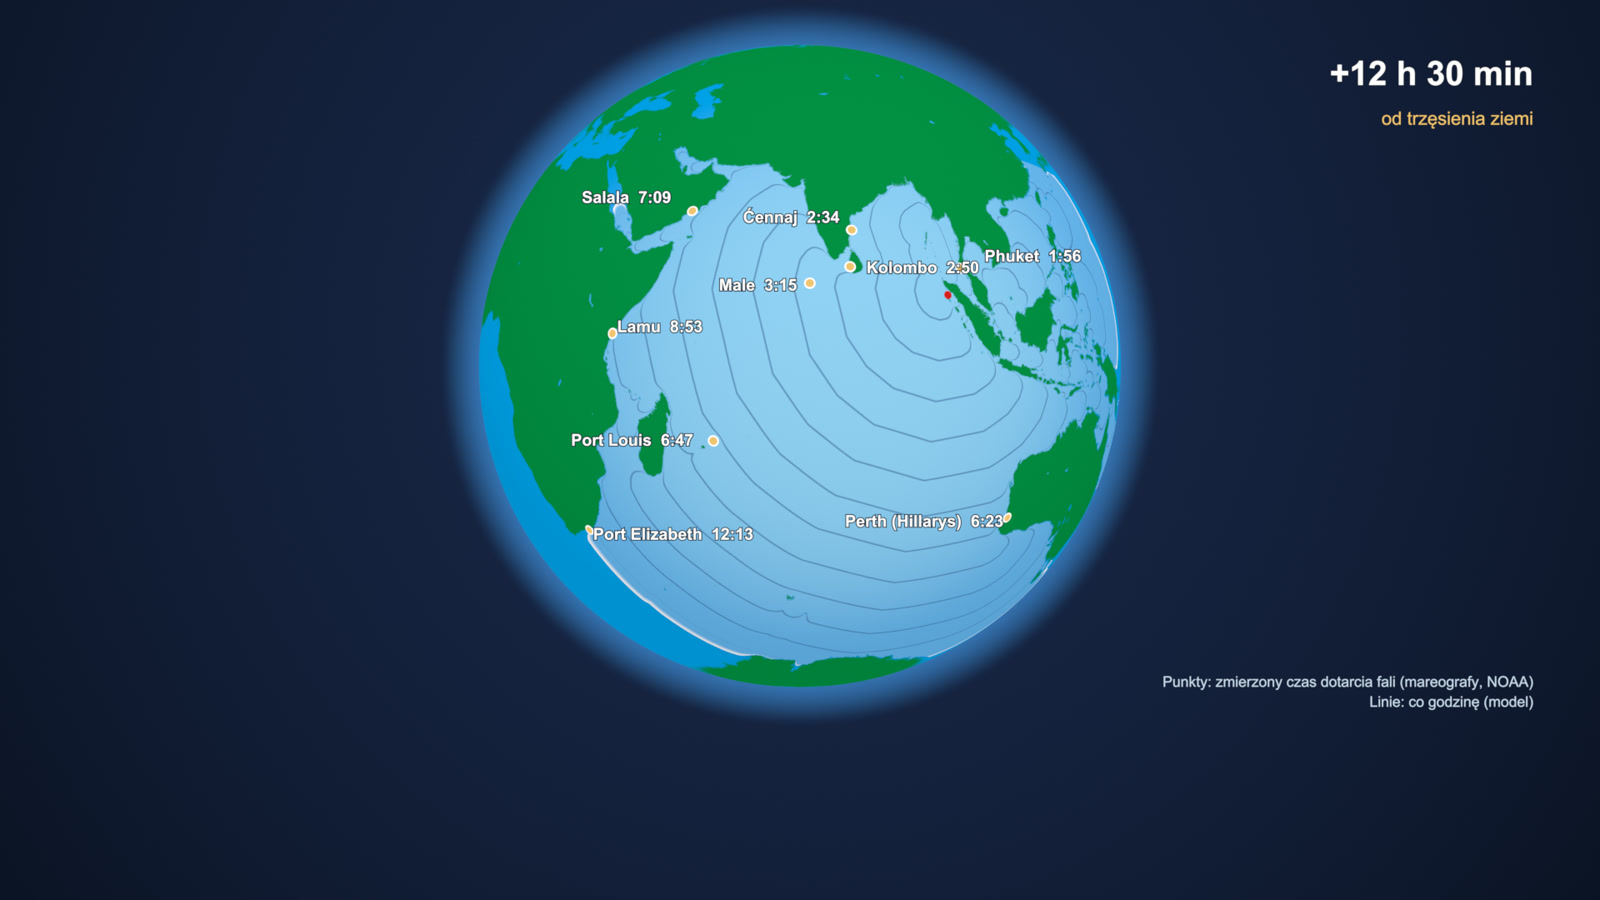 +12 h 30 min
od trzęsienia ziemi
Salala 7:09
Ćennaj 2:34
Kolombo 2:50
Phuket 1:56
Male 3:15
Lamu 8:53
Port Louis 6:47
Perth (Hillarys) 6:23
Port Elizabeth 12:13
Punkty: zmierzony czas dotarcia fali (mareografy, NOAA)
Linie: co godzinę (model)